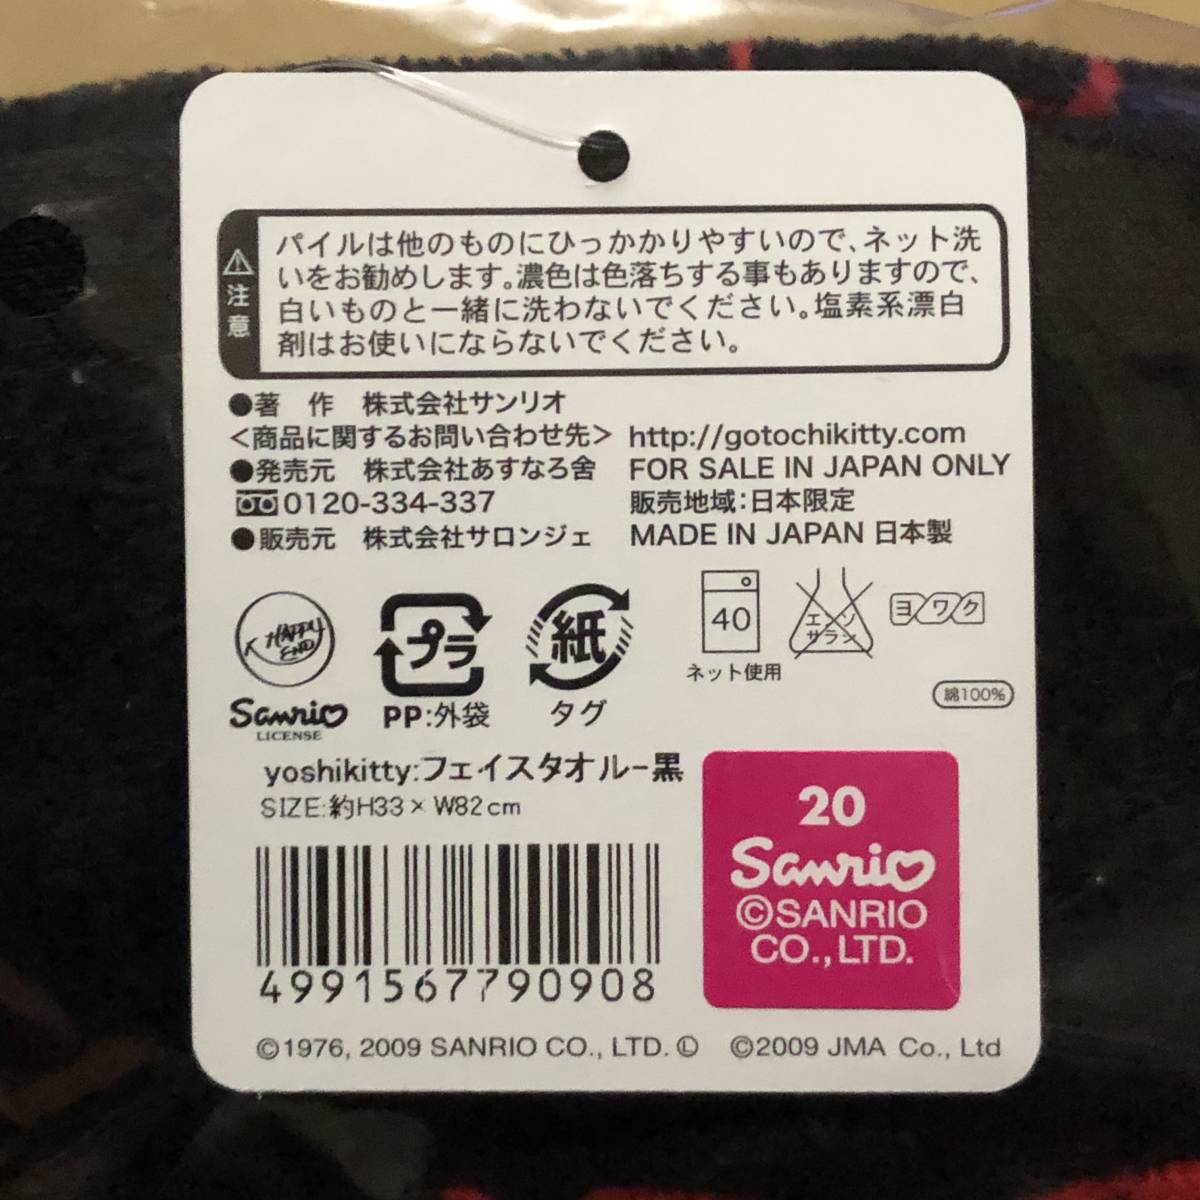 注意
パイルは他のものにひっかかりやすいので、ネット洗
いをお勧めします。濃色は色落ちする事もありますので、
白いものと一緒に洗わないでください。塩素系漂白
剤はお使いにならないでください。
●著 作 株式会社サンリオ
<商品に関するお問い合わせ先> http://gotochikitty.com
●発売元 株式会社あすなろ舎 FOR SALE IN JAPAN ONLY
0120-334-337 販売地域:日本限定
●販売元 株式会社サロンジェ MADE IN JAPAN 日本製
HAPPY
END
Sanrio
LICENSE
プラ
PP:外袋
紙
タグ
40
ネット使用
エンソ
サラシ
ヨワク
綿100%
yoshikitty:フェイスタオルー黒
SIZE:約H33×W82cm
4991567790908
20
Sanrio
©SANRIO
CO.,LTD.
©1976, 2009 SANRIO CO., LTD. Ⓛ ©2009 JMA Co., Ltd